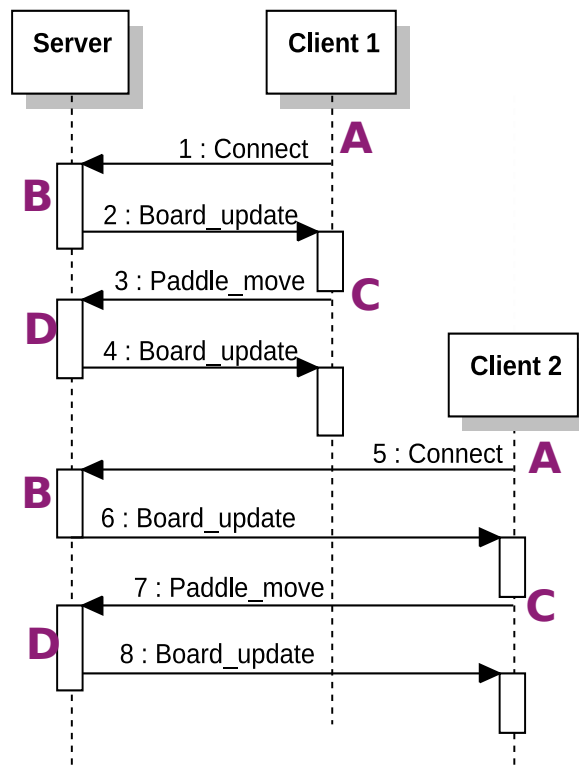 Server
Client 1
A
1 : Connect
B
2 : Board_update
3 : Paddle_move
C
D
4 : Board_update
Client 2
5 : Connect
A
B
6 : Board_update
7 : Paddle_move
C
D
8 : Board_update